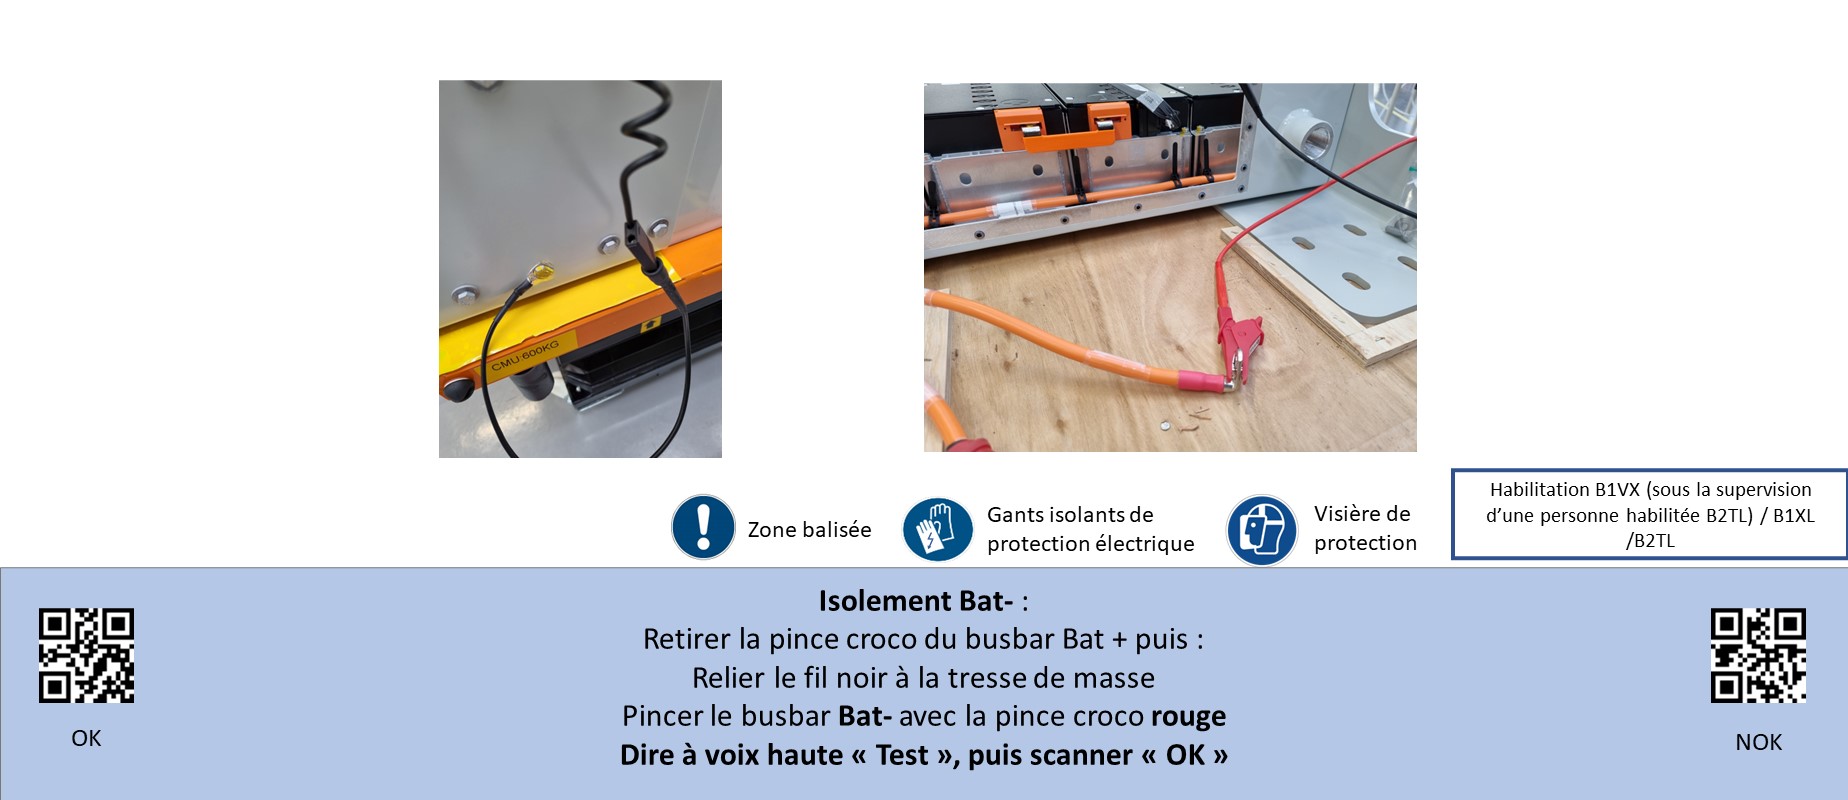 CMU:600KG
Zone balisée
Gants isolants de
protection électrique
Visière de
protection
Habilitation B1VX (sous la supervision
d’une personne habilitée B2TL) / B1XL
/B2TL
Isolement Bat- :
Retirer la pince croco du busbar Bat + puis :
Relier le fil noir à la tresse de masse
Pincer le busbar Bat- avec la pince croco rouge
Dire à voix haute « Test », puis scanner « OK »
OK
NOK